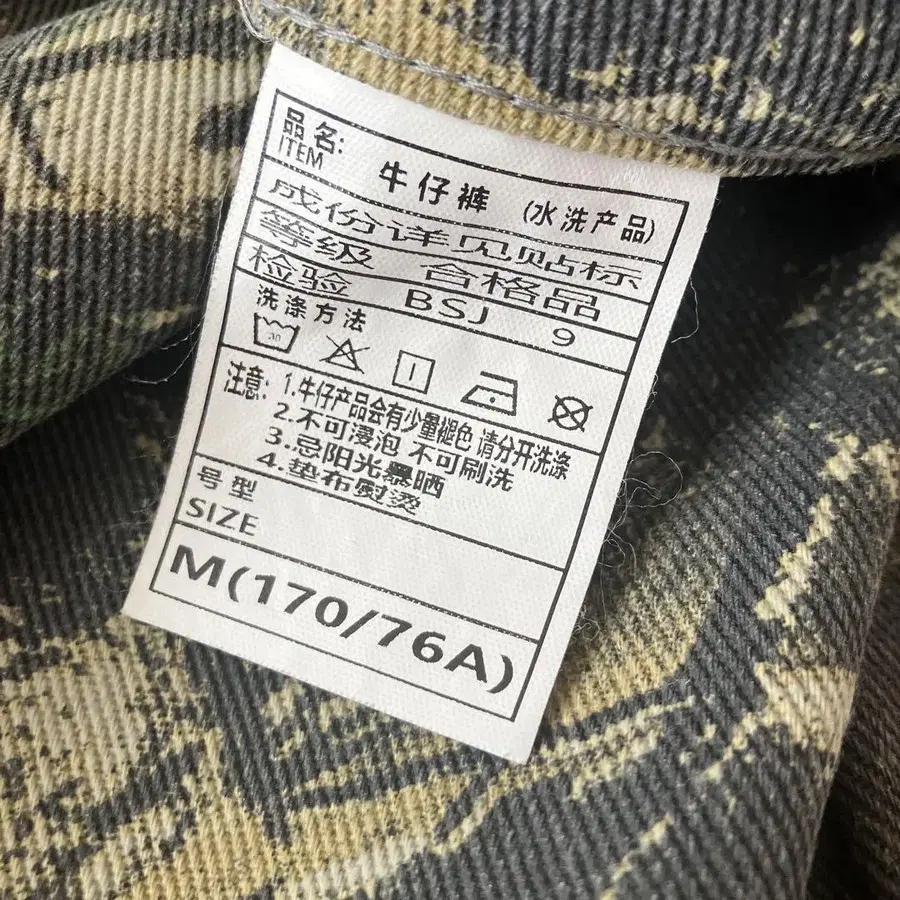 品名: 牛仔裤 (水洗产品)
ITEM
成份详见贴标
等级 合格品
检验 BSJ 9
洗涤方法
30
注意: 1.牛仔产品会有少量褪色 请分开洗涤
2.不可浸泡 不可刷洗
3.忌阳光暴晒
4.垫布熨烫
号型
SIZE
M(170/76A)